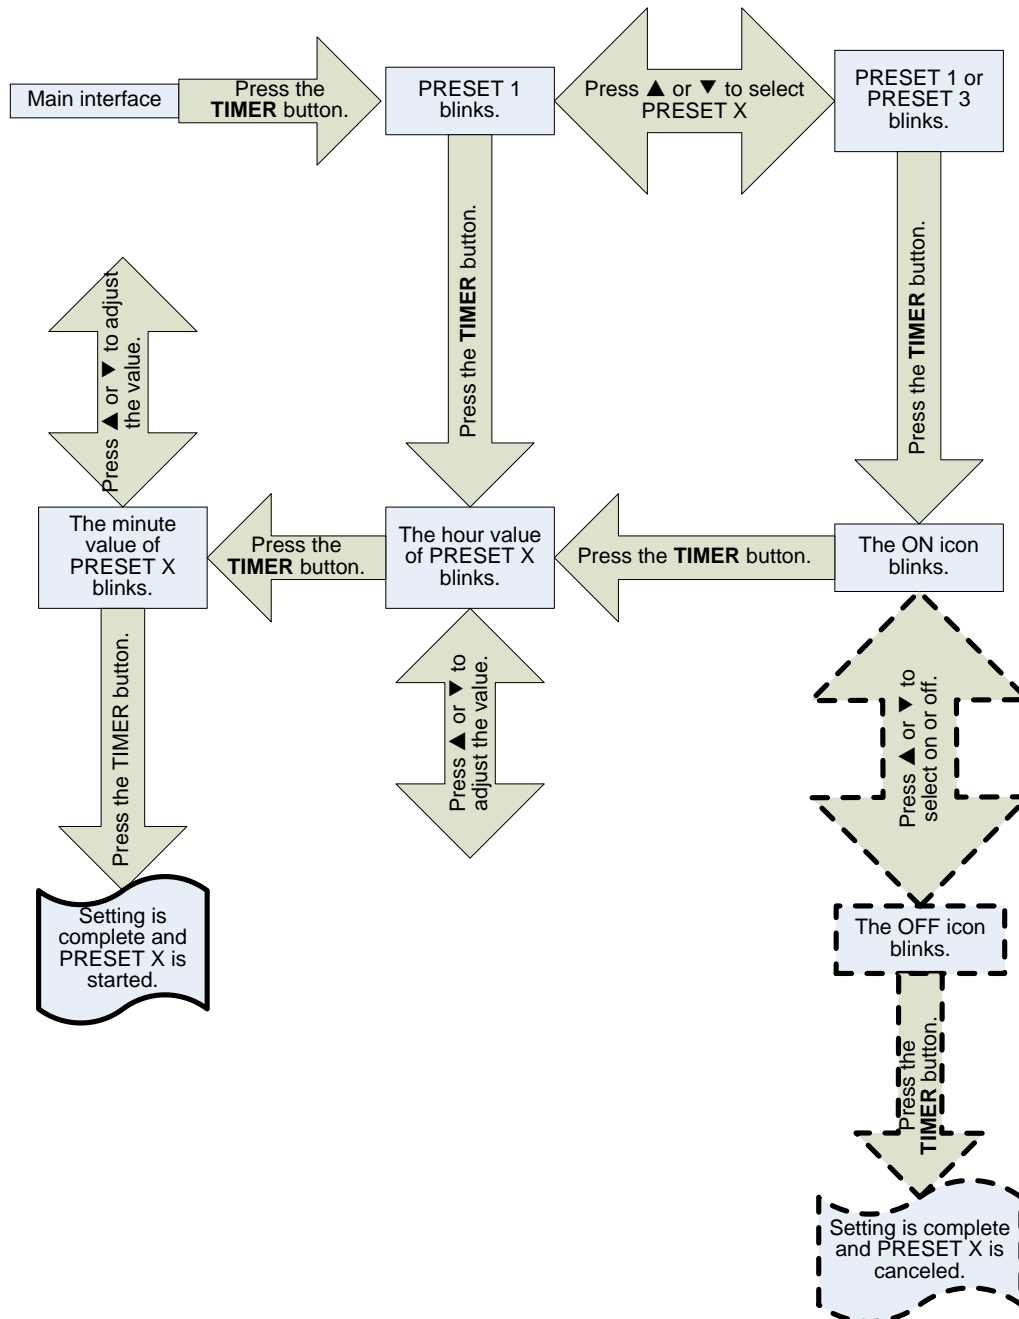 Main interface
Press the
TIMER button.
PRESET 1
blinks.
Press ▲ or ▼ to select
PRESET X
PRESET 1 or
PRESET 3
blinks.
Press the TIMER button.
Press the TIMER button.
Press ▲ or ▼ to adjust
the value.
The minute
value of
PRESET X
blinks.
Press the
TIMER button.
The hour value
of PRESET X
blinks.
Press the TIMER button.
The ON icon
blinks.
Press the TIMER button.
Press ▲ or ▼ to
adjust the value.
Press ▲ or ▼ to
select on or off.
Setting is
complete and
PRESET X is
started.
The OFF icon
blinks.
Press the
TIMER button.
Setting is complete
and PRESET X is
canceled.